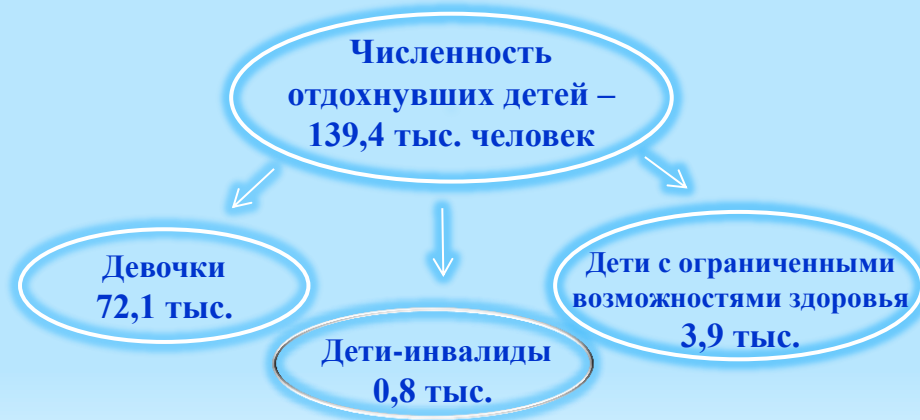 Численность
отдохнувших детей –
139,4 тыс. человек
Девочки
72,1 тыс.
Дети-инвалиды
0,8 тыс.
Дети с ограниченными
возможностями здоровья
3,9 тыс.